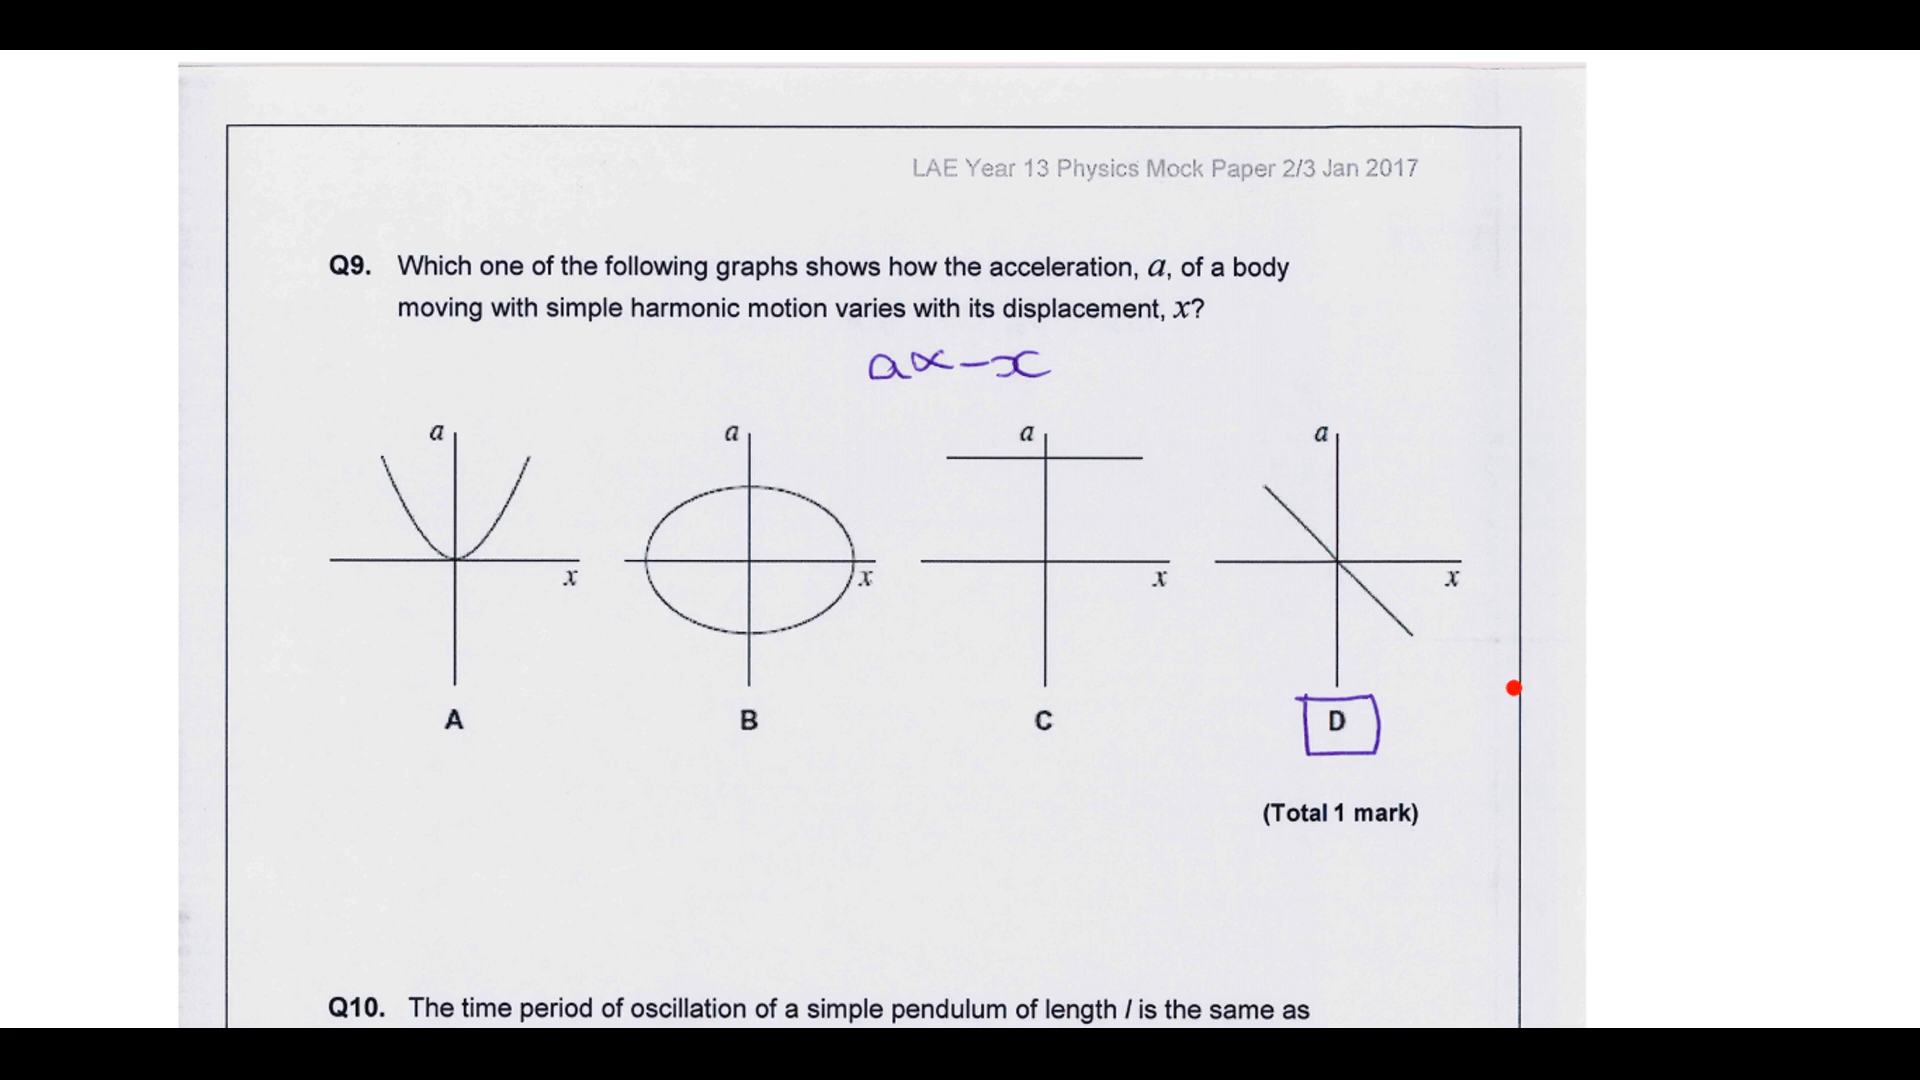 LAE Year 13 Physics Mock Paper 2/3 Jan 2017
Q9. Which one of the following graphs shows how the acceleration, a, of a body
moving with simple harmonic motion varies with its displacement, x?
a ∝ -x
a a a a
x x x x
A B C D
(Total 1 mark)
Q10. The time period of oscillation of a simple pendulum of length l is the same as